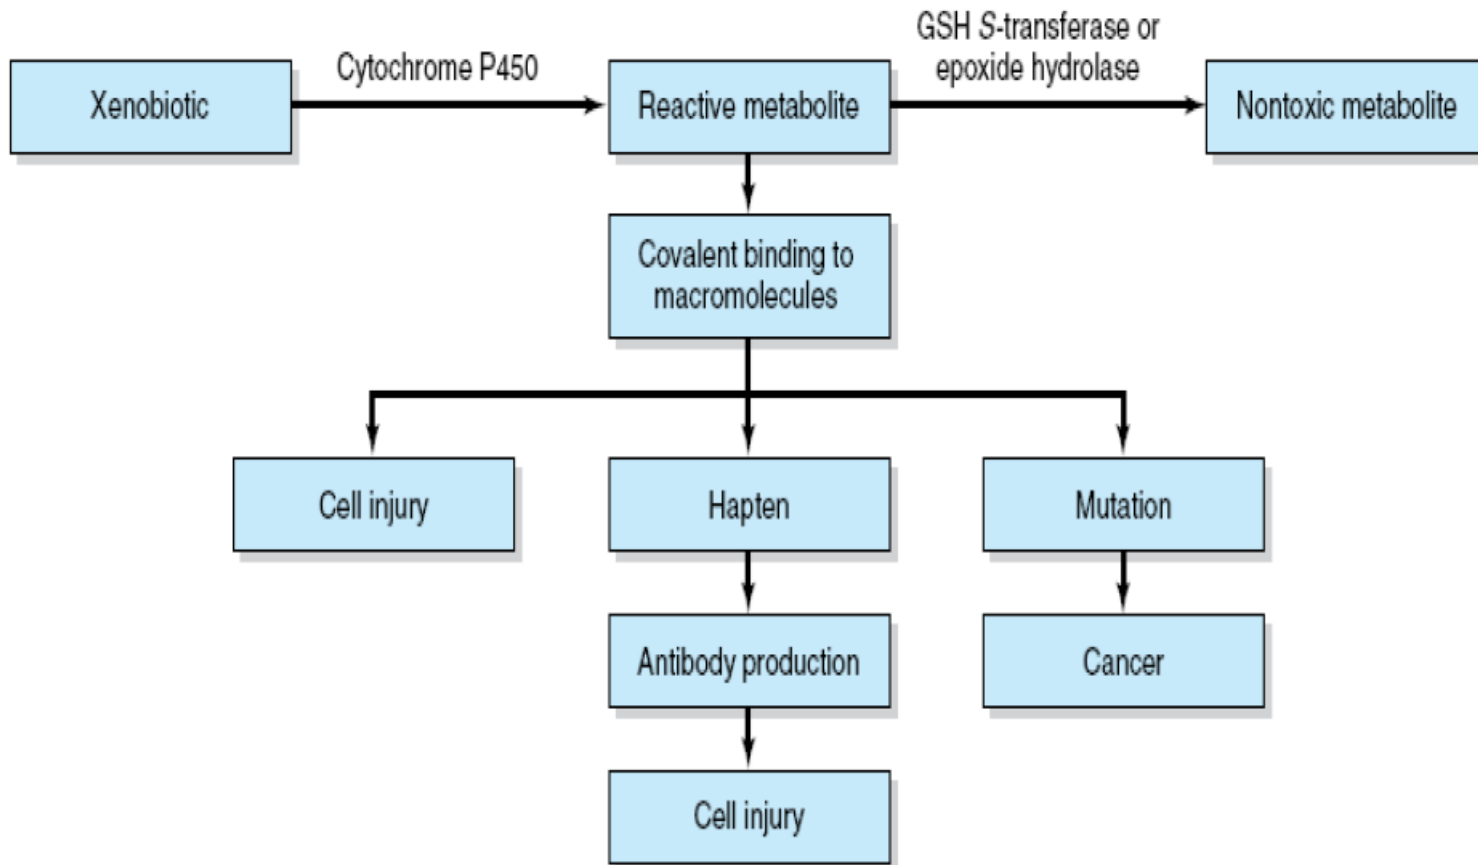 GSH S-transferase or
epoxide hydrolase
Cytochrome P450
Xenobiotic
Reactive metabolite
Nontoxic metabolite
Covalent binding to
macromolecules
Cell injury
Hapten
Mutation
Antibody production
Cancer
Cell injury